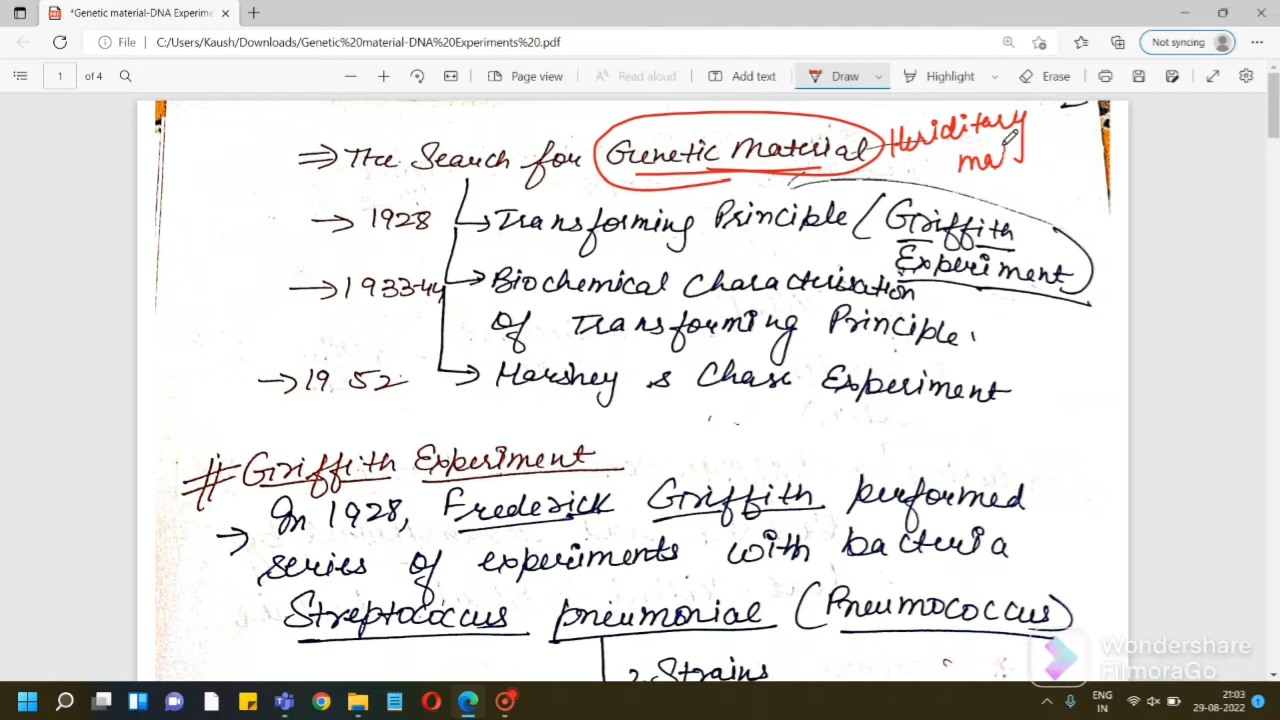 *Genetic material-DNA Experime
File C:/Users/Kaush/Downloads/Genetic%20material-DNA%20Experiments%20.pdf
Not syncing
1 of 4
Page view
Read aloud
Add text
Draw
Highlight
Erase
⇒ The Search for Genetic Material Heriditary
ma
→ 1928 → Transforming Principle (Griffith
Experiment
→ 1933-44 → Biochemical Characterisation
of Transforming Principle.
→ 1952 → Harshey & Chase Experiment
# Griffith Experiment
→ In 1928, Frederick Griffith performed
series of experiments with bacteria
Streptococcus pneumoniae (Pneumococcus)
2 Strains
Wondershare
FilmoraGo
ENG
IN
21:03
29-08-2022